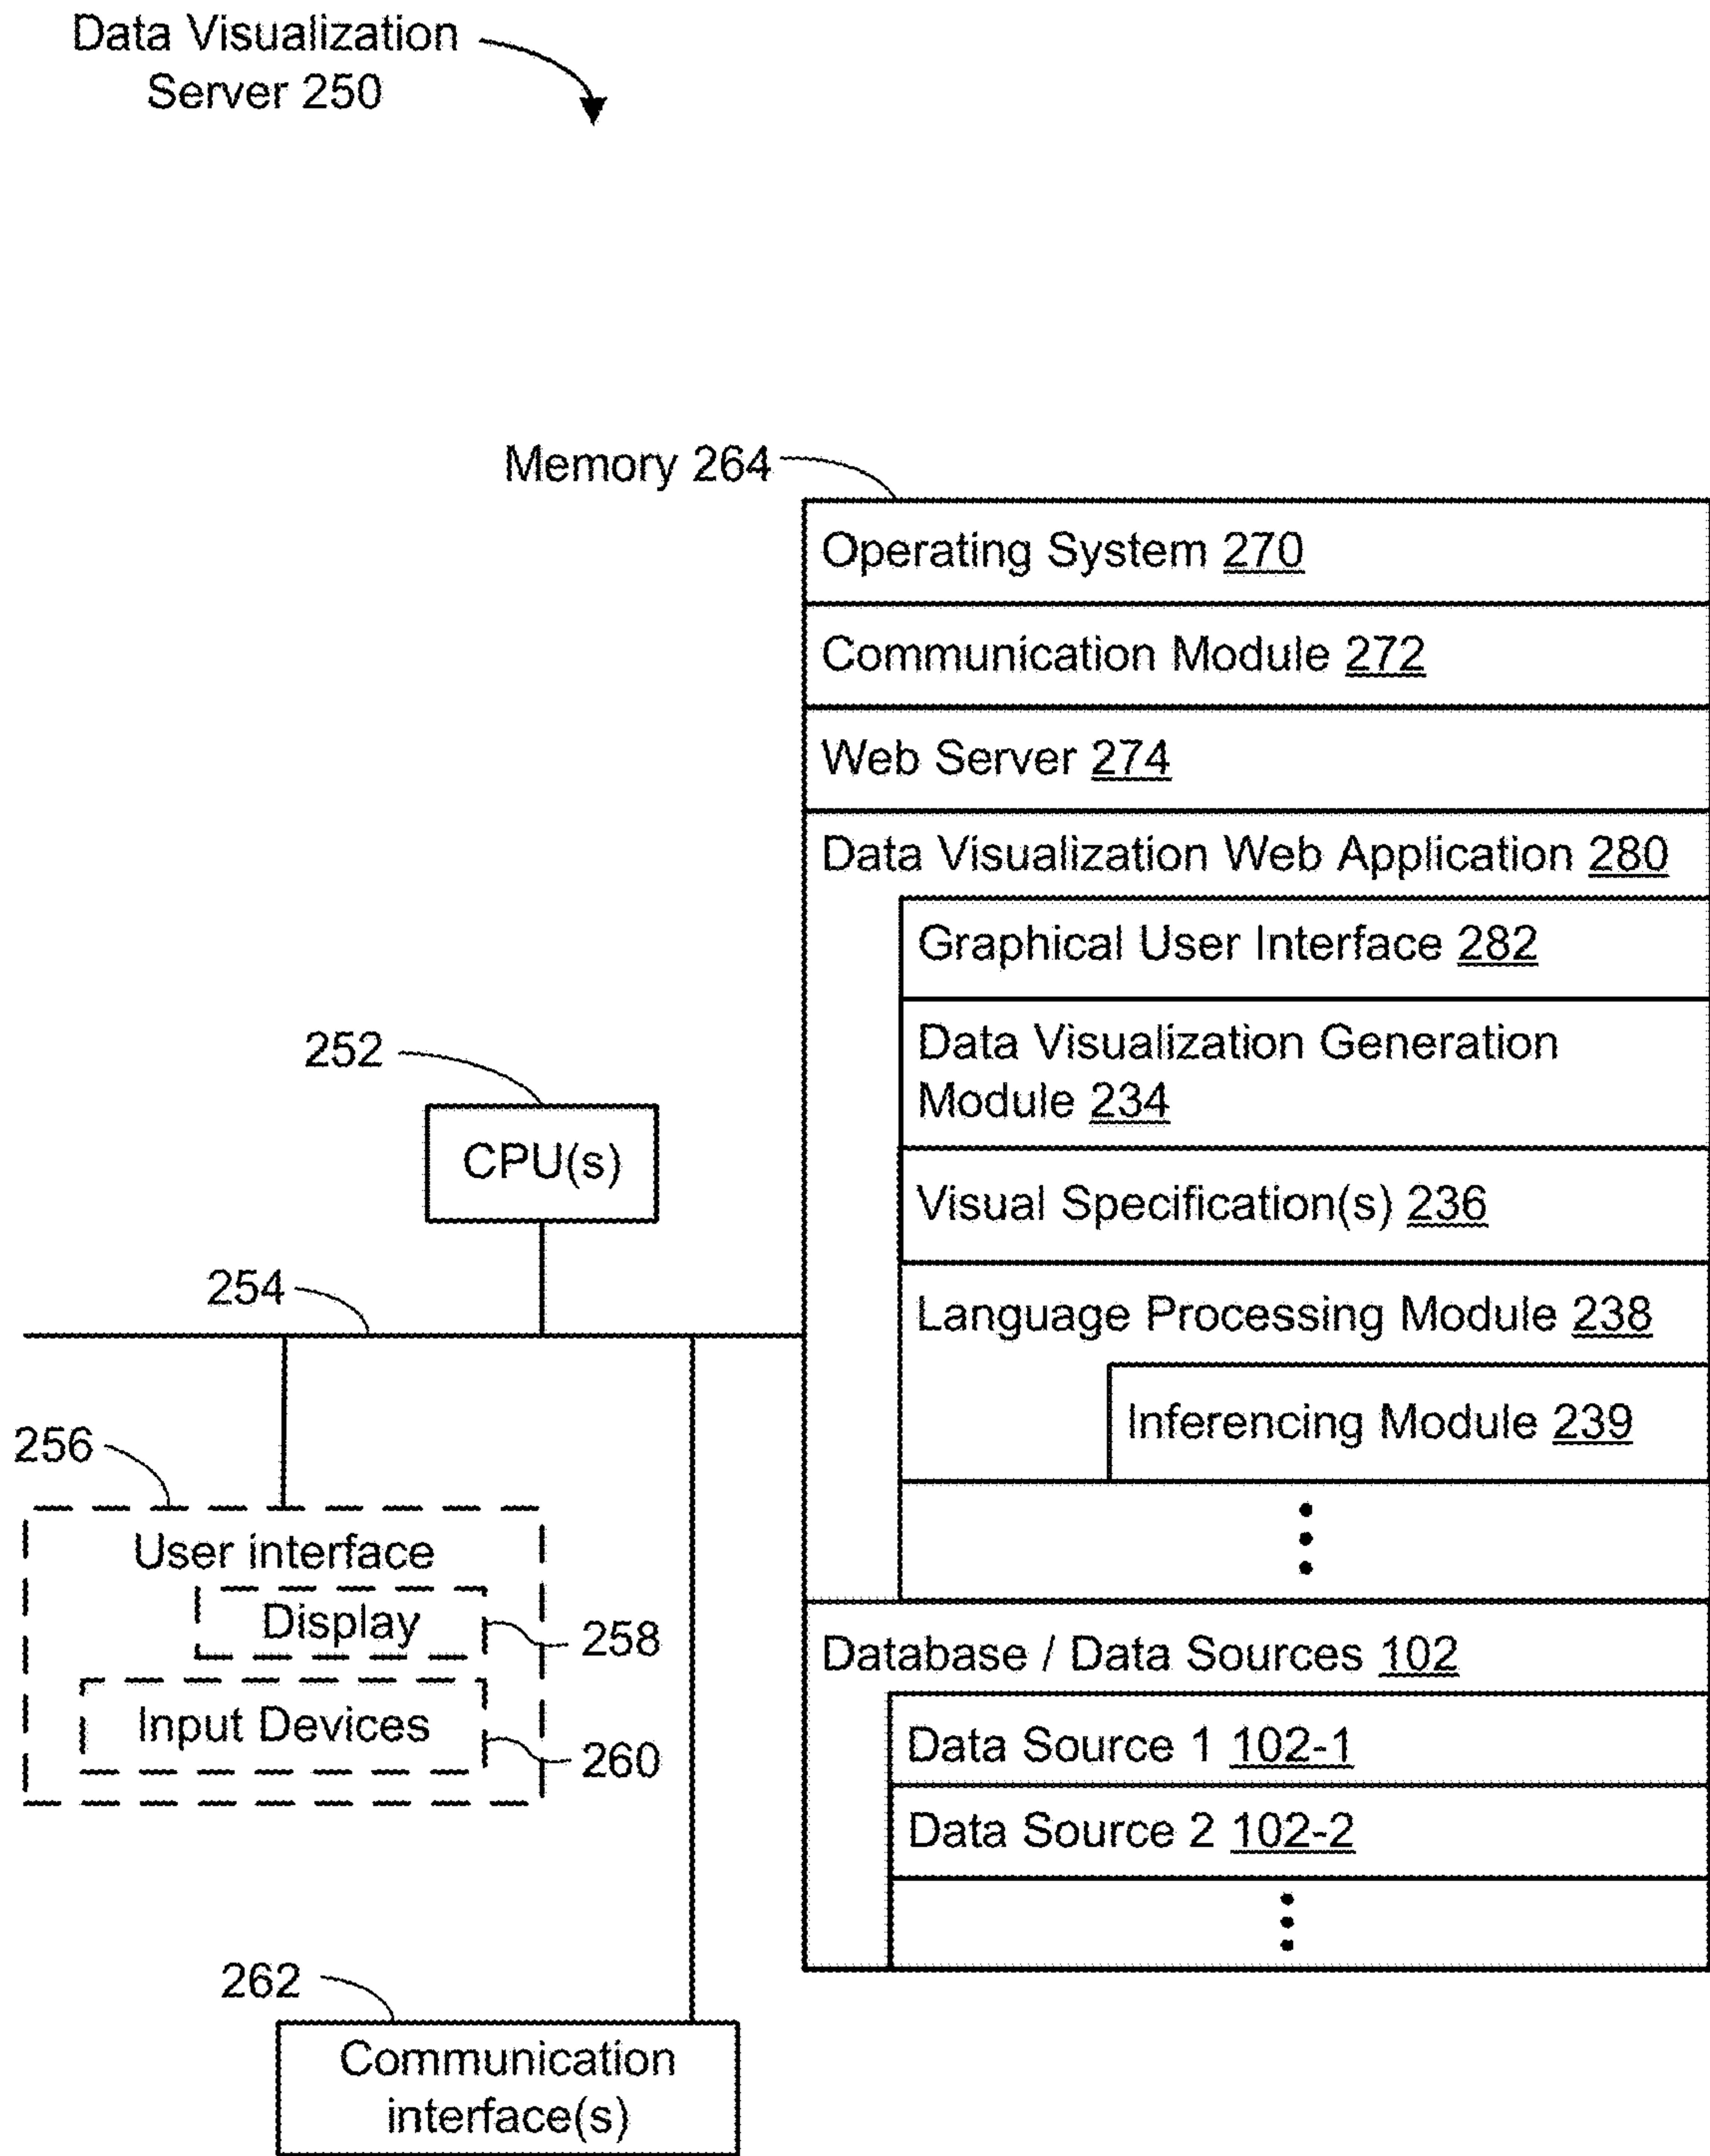 Data Visualization
Server 250
Memory 264
Operating System 270
Communication Module 272
Web Server 274
Data Visualization Web Application 280
Graphical User Interface 282
Data Visualization Generation
Module 234
Visual Specification(s) 236
Language Processing Module 238
Inferencing Module 239
Database / Data Sources 102
Data Source 1 102-1
Data Source 2 102-2
252
CPU(s)
254
256
User interface
Display
258
Input Devices
260
262
Communication
interface(s)